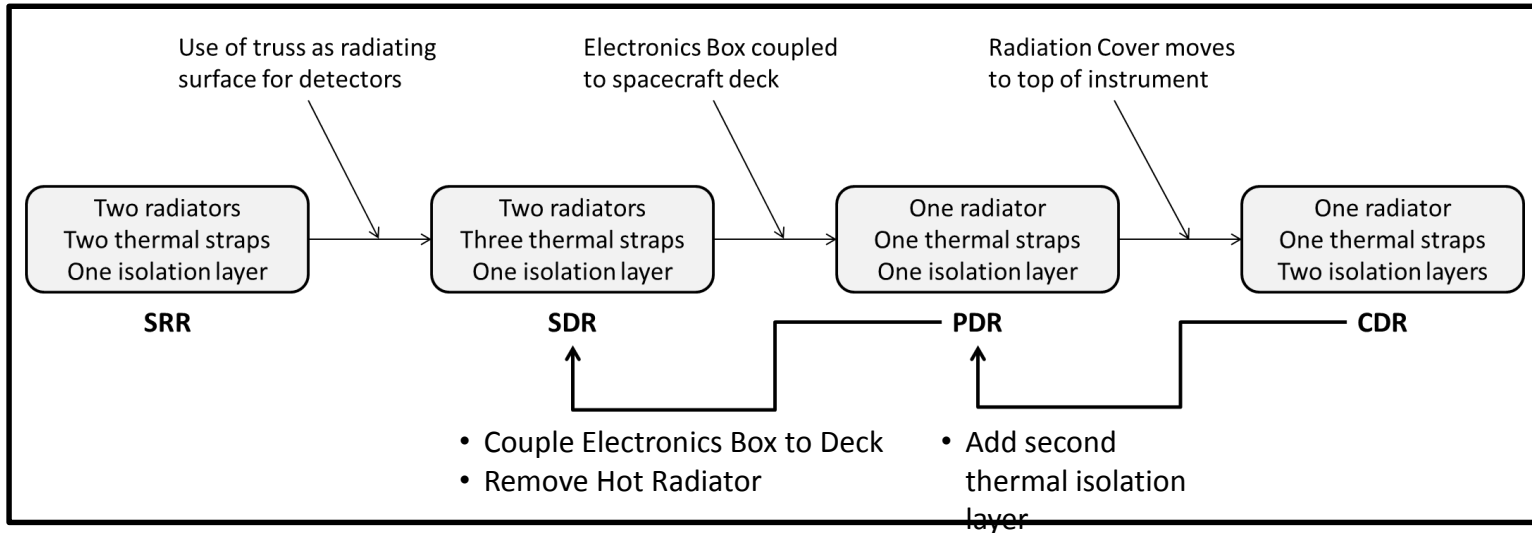 Use of truss as radiating
surface for detectors
Electronics Box coupled
to spacecraft deck
Radiation Cover moves
to top of instrument
Two radiators
Two thermal straps
One isolation layer
Two radiators
Three thermal straps
One isolation layer
One radiator
One thermal straps
One isolation layer
One radiator
One thermal straps
Two isolation layers
SRR
SDR
PDR
CDR
• Couple Electronics Box to Deck
• Remove Hot Radiator
• Add second
thermal isolation
layer